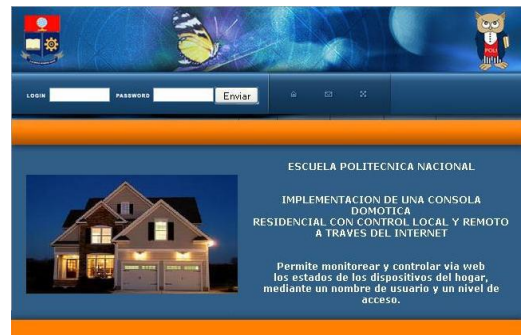 POLI
LOGIN PASSWORD Enviar
ESCUELA POLITECNICA NACIONAL
IMPLEMENTACION DE UNA CONSOLA
DOMOTICA
RESIDENCIAL CON CONTROL LOCAL Y REMOTO
A TRAVES DEL INTERNET
Permite monitorear y controlar via web
los estados de los dispositivos del hogar,
mediante un nombre de usuario y un nivel de
acceso.